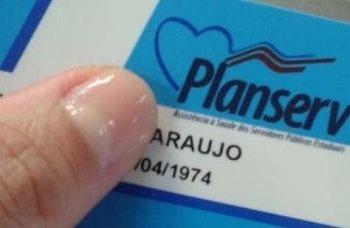 Planserv
Assistência à Saúde dos Servidores Públicos Estaduais
ARAUJO
/04/1974